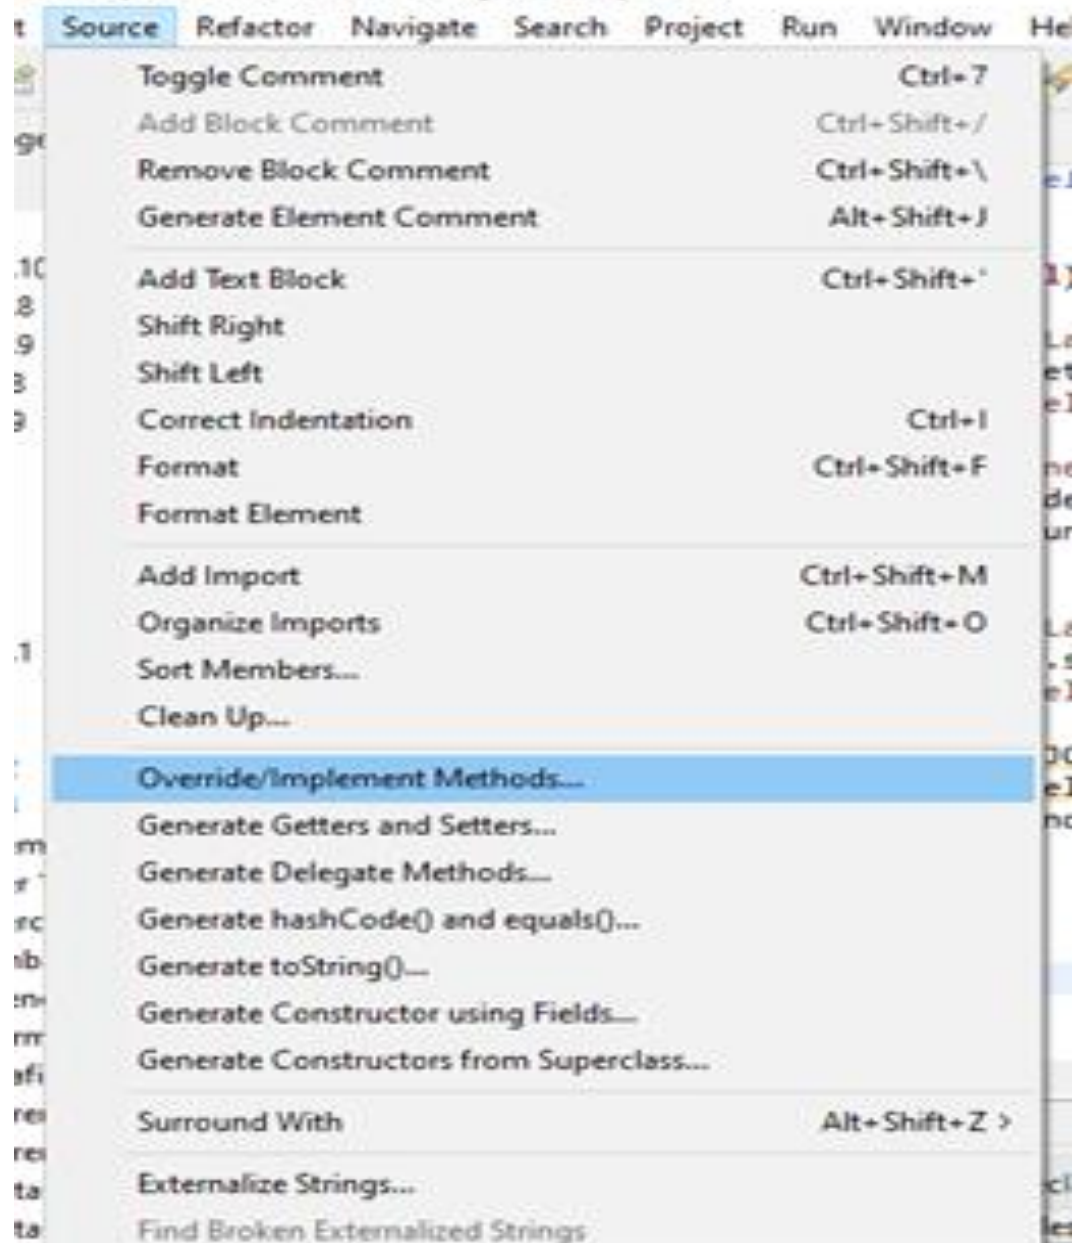 Source Refactor Navigate Search Project Run Window
Toggle Comment Ctrl+7
Add Block Comment Ctrl+Shift+/
Remove Block Comment Ctrl+Shift+\
Generate Element Comment Alt+Shift+J
Add Text Block Ctrl+Shift+'
Shift Right
Shift Left
Correct Indentation Ctrl+I
Format Ctrl+Shift+F
Format Element
Add Import Ctrl+Shift+M
Organize Imports Ctrl+Shift+O
Sort Members...
Clean Up...
Override/Implement Methods...
Generate Getters and Setters...
Generate Delegate Methods...
Generate hashCode() and equals()...
Generate toString()...
Generate Constructor using Fields...
Generate Constructors from Superclass...
Surround With Alt+Shift+Z >
Externalize Strings...
Find Broken Externalized Strings